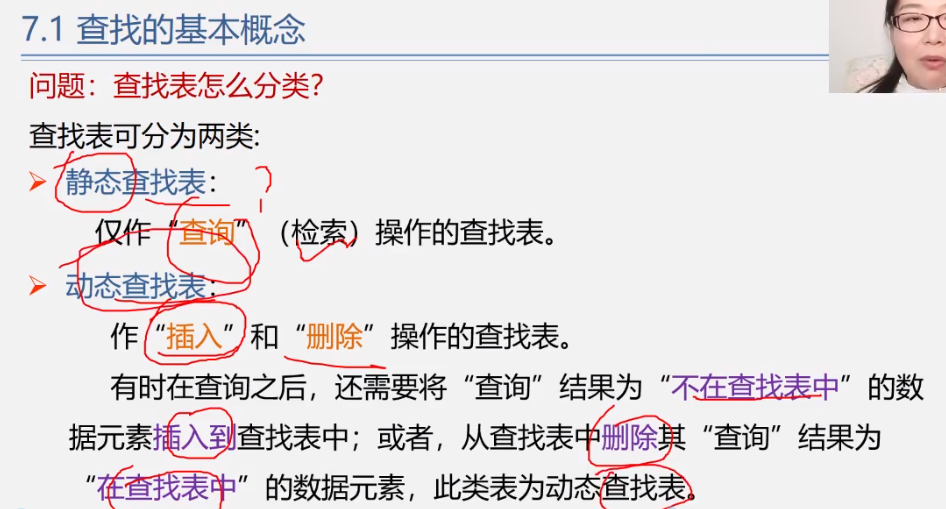 7.1 查找的基本概念
问题：查找表怎么分类？
查找表可分为两类:
静态查找表：
仅作“查询”（检索）操作的查找表。
动态查找表：
作“插入”和“删除”操作的查找表。
有时在查询之后，还需要将“查询”结果为“不在查找表中”的数
据元素插入到查找表中；或者，从查找表中删除其“查询”结果为
“在查找表中”的数据元素，此类表为动态查找表。